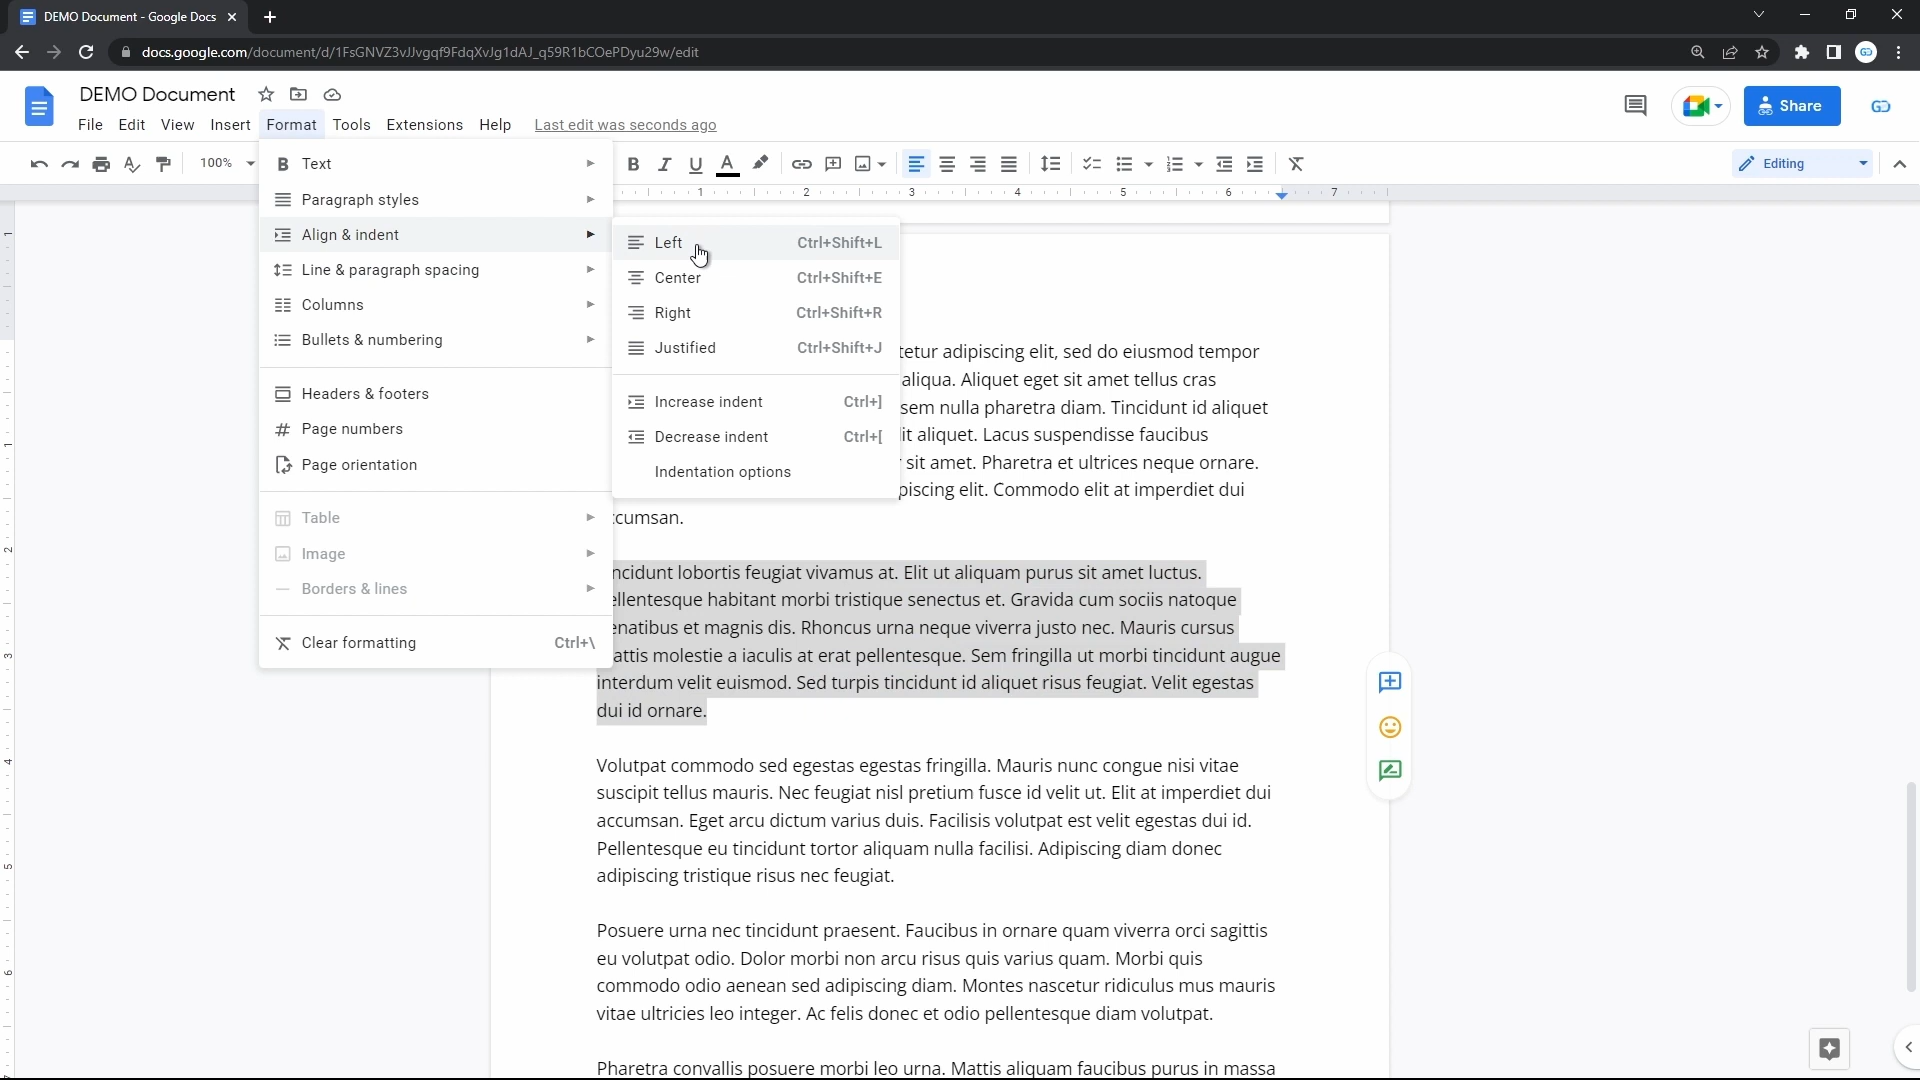 DEMO Document - Google Docs
docs.google.com/document/d/1FsGNVZ3vJJvgqf9FdqXvJg1dAJ_q59R1bCOePDyu29w/edit
DEMO Document
File Edit View Insert Format Tools Extensions Help Last edit was seconds ago
Share
100%
Editing
1 2 3 4 5 6 7
Text
Paragraph styles
Align & indent
Line & paragraph spacing
Columns
Bullets & numbering
Headers & footers
Page numbers
Page orientation
Table
Image
Borders & lines
Clear formatting Ctrl+\
Left Ctrl+Shift+L
Center Ctrl+Shift+E
Right Ctrl+Shift+R
Justified Ctrl+Shift+J
Increase indent Ctrl+]
Decrease indent Ctrl+[
Indentation options
tetur adipiscing elit, sed do eiusmod tempor
aliqua. Aliquet eget sit amet tellus cras
sem nulla pharetra diam. Tincidunt id aliquet
it aliquet. Lacus suspendisse faucibus
sit amet. Pharetra et ultrices neque ornare.
piscing elit. Commodo elit at imperdiet dui
cumsan.
ncidunt lobortis feugiat vivamus at. Elit ut aliquam purus sit amet luctus.
ellentesque habitant morbi tristique senectus et. Gravida cum sociis natoque
enatibus et magnis dis. Rhoncus urna neque viverra justo nec. Mauris cursus
attis molestie a iaculis at erat pellentesque. Sem fringilla ut morbi tincidunt augue
interdum velit euismod. Sed turpis tincidunt id aliquet risus feugiat. Velit egestas
dui id ornare.
Volutpat commodo sed egestas egestas fringilla. Mauris nunc congue nisi vitae
suscipit tellus mauris. Nec feugiat nisl pretium fusce id velit ut. Elit at imperdiet dui
accumsan. Eget arcu dictum varius duis. Facilisis volutpat est velit egestas dui id.
Pellentesque eu tincidunt tortor aliquam nulla facilisi. Adipiscing diam donec
adipiscing tristique risus nec feugiat.
Posuere urna nec tincidunt praesent. Faucibus in ornare quam viverra orci sagittis
eu volutpat odio. Dolor morbi non arcu risus quis varius quam. Morbi quis
commodo odio aenean sed adipiscing diam. Montes nascetur ridiculus mus mauris
vitae ultricies leo integer. Ac felis donec et odio pellentesque diam volutpat.
Pharetra convallis posuere morbi leo urna. Mattis aliquam faucibus purus in massa